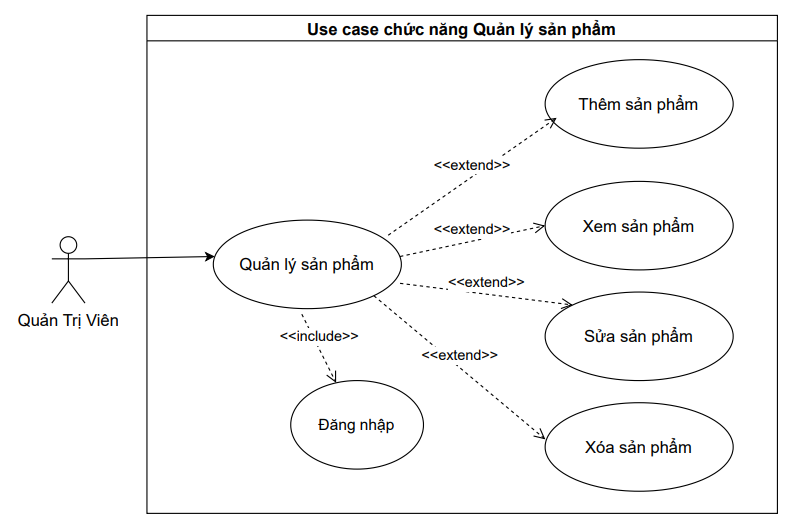 Use case chức năng Quản lý sản phẩm
Thêm sản phẩm
<<extend>>
Xem sản phẩm
<<extend>>
Quản lý sản phẩm
<<extend>>
Quản Trị Viên
<<include>>
Sửa sản phẩm
<<extend>>
Đăng nhập
Xóa sản phẩm